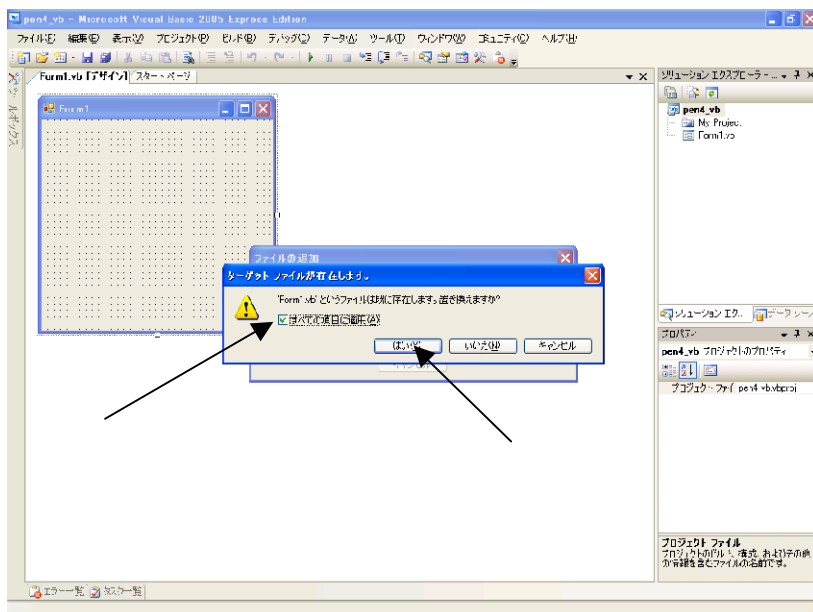 pen4_vb - Microsoft Visual Basic 2005 Express Edition
ファイル(F) 編集(E) 表示(V) プロジェクト(P) ビルド(B) デバッグ(D) データ(A) ツール(T) ウィンドウ(W) コミュニティ(C) ヘルプ(H)
Form1.vb [デザイン] スタート ページ
ツールボックス
Form1
ファイルの追加
ターゲット ファイルが存在します。
'Form1.vb' というファイルは既に存在します。置き換えますか?
すべての項目に適用(A)
はい(Y) いいえ(N) キャンセル
キャンセル
ソリューション エクスプローラ - ...
pen4_vb
My Project
Form1.vb
ソリューション エク...
プロパティ
pen4_vb プロジェクトのプロパティ
プロジェクト ファイ pen4_vb.vbproj
プロジェクト ファイル
プロジェクトのビルド、構成、およびその他
の情報を含むファイルの名前です。
エラー一覧 タスク一覧